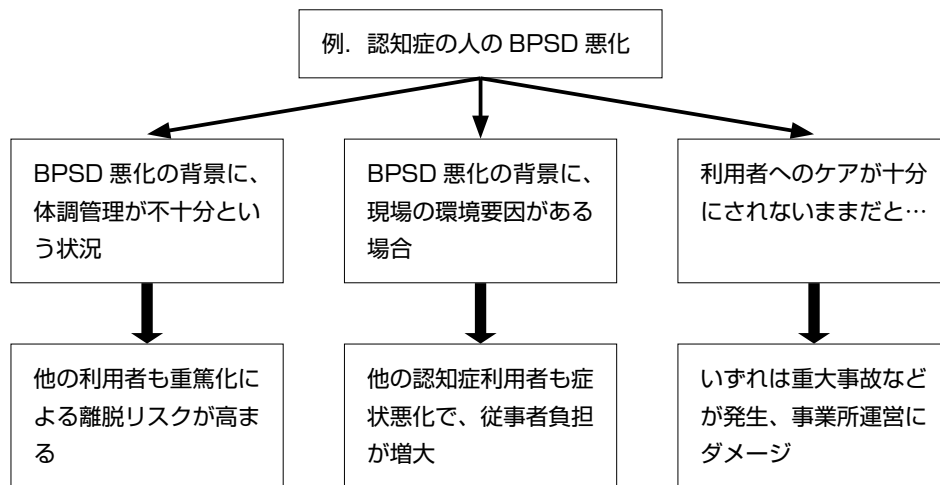 例．認知症の人の BPSD 悪化
BPSD 悪化の背景に、
体調管理が不十分とい
う状況
BPSD 悪化の背景に、
現場の環境要因がある
場合
利用者へのケアが十分
にされないままだと…
他の利用者も重篤化に
よる離脱リスクが高ま
る
他の認知症利用者も症
状悪化で、従事者負担
が増大
いずれは重大事故など
が発生、事業所運営に
ダメージ